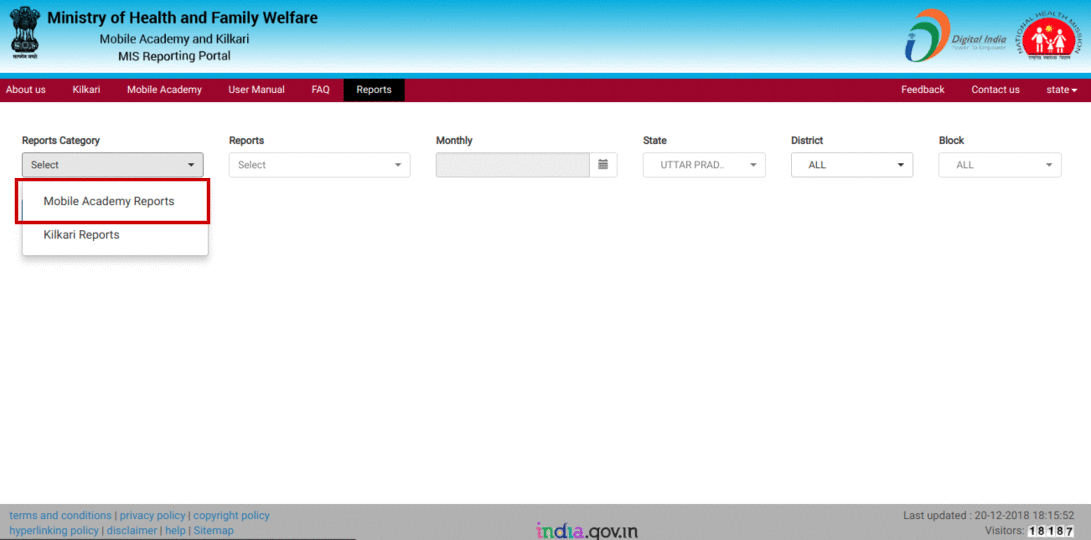 Ministry of Health and Family Welfare
Mobile Academy and Kilkari
MIS Reporting Portal
सत्यमेव जयते
Digital India
Power To Empower
NATIONAL HEALTH MISSION
About us Kilkari Mobile Academy User Manual FAQ Reports Feedback Contact us state
Reports Category Reports Monthly State District Block
Select Select UTTAR PRAD.. ALL ALL
Mobile Academy Reports
Kilkari Reports
terms and conditions | privacy policy | copyright policy
hyperlinking policy | disclaimer | help | Sitemap
india.gov.in
Last updated : 20-12-2018 18:15:52
Visitors: 18187